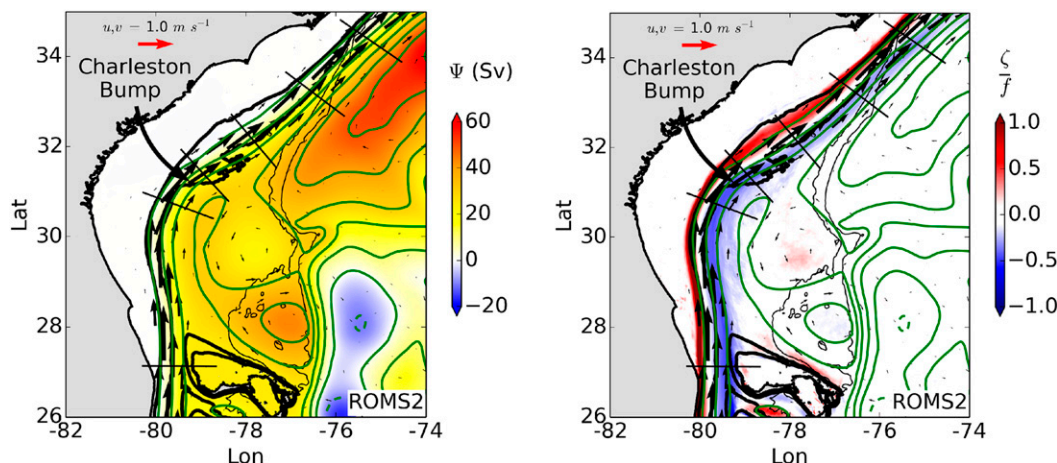 u,v = 1.0 m s⁻¹
Charleston
Bump
Ψ (Sv)
60
40
20
0
−20
34
32
30
28
26
Lat
ROMS2
-82
-80
-78
-76
-74
Lon
u,v = 1.0 m s⁻¹
Charleston
Bump
ζ
f
1.0
0.5
0.0
−0.5
−1.0
34
32
30
28
26
Lat
ROMS2
-82
-80
-78
-76
-74
Lon